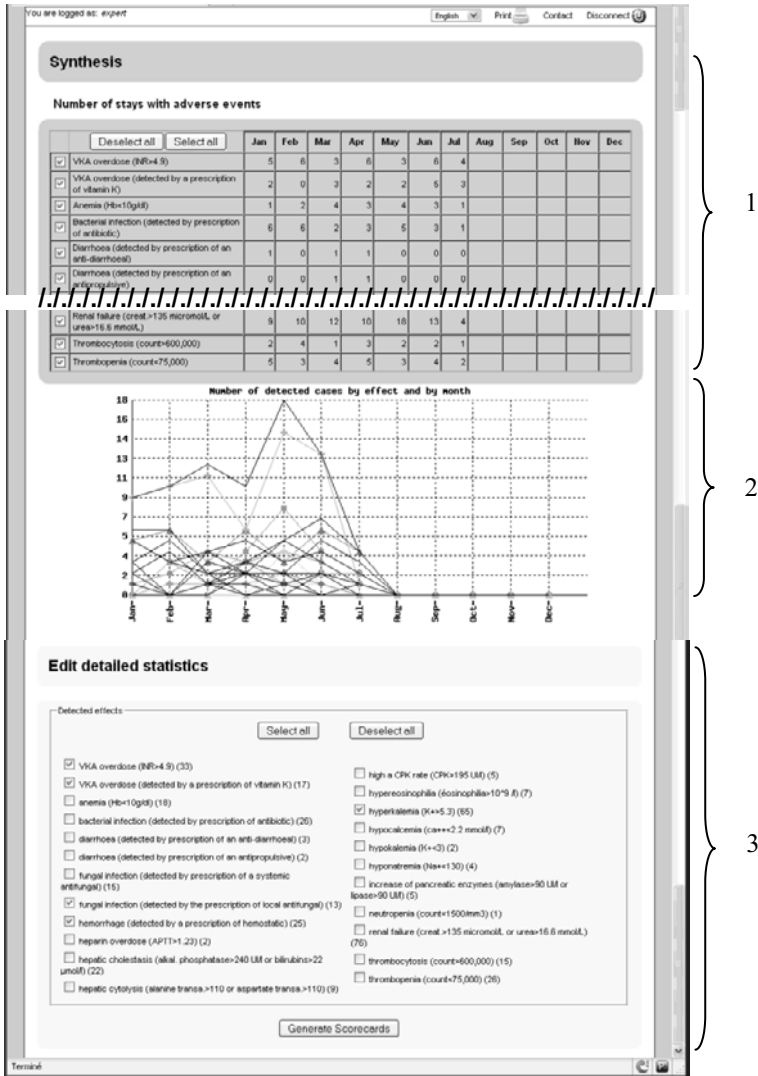 You are logged as: expert
English Print Contact Disconnect
Synthesis
Number of stays with adverse events
Deselect all Select all Jan Feb Mar Apr May Jun Jul Aug Sep Oct Nov Dec
VKA overdose (INR>4.9) 5 6 3 6 3 6 4
VKA overdose (detected by a prescription
of vitamin K) 2 0 3 2 2 5 3
Anemia (Hb<10g/dl) 1 2 4 3 4 3 1
Bacterial infection (detected by prescription
of antibiotic) 6 6 2 3 5 3 1
Diarrhoea (detected by prescription of an
anti-diarrhoeal) 1 0 1 1 0 0 0
Diarrhoea (detected by prescription of an
antipropulsive) 0 0 1 1 0 0 0
Renal failure (creat.>135 micromol/L or
urea>16.6 mmol/L) 9 10 12 10 18 13 4
Thrombocytosis (count>600,000) 2 4 1 3 2 2 1
Thrombopenia (count<75,000) 5 3 4 5 3 4 2
1
Number of detected cases by effect and by month
18
16
14
13
11
9
7
5
4
2
0
Jan- Feb- Mar- Apr- May- Jun- Jul- Aug- Sep- Oct- Nov- Dec-
2
Edit detailed statistics
Detected effects
Select all Deselect all
VKA overdose (INR>4.9) (33)
VKA overdose (detected by a prescription of vitamin K) (17)
anemia (Hb<10g/dl) (18)
bacterial infection (detected by prescription of antibiotic) (26)
diarrhoea (detected by prescription of an anti-diarrhoeal) (3)
diarrhoea (detected by prescription of an antipropulsive) (2)
fungal infection (detected by prescription of a systemic
antifungal) (15)
fungal infection (detected by the prescription of local antifungal) (13)
hemorrhage (detected by a prescription of hemostatic) (25)
heparin overdose (APTT>1.23) (2)
hepatic cholestasis (alkal. phosphatase>240 UI/l or bilirubins>22
µmol/l) (22)
hepatic cytolysis (alanine transa.>110 or aspartate transa.>110) (9)
high a CPK rate (CPK>195 UI/l) (5)
hypereosinophilia (éosinophilia>10^9 /l) (7)
hyperkalemia (K+>5.3) (65)
hypocalcemia (ca++<2.2 mmol/l) (7)
hypokalemia (K+<3) (2)
hyponatremia (Na+<130) (4)
increase of pancreatic enzymes (amylase>90 UI/l or
lipase>90 UI/l) (5)
neutropenia (count<1500/mm3) (1)
renal failure (creat.>135 micromol/L or urea>16.6 mmol/L)
(76)
thrombocytosis (count>600,000) (15)
thrombopenia (count<75,000) (26)
Generate Scorecards
3
Terminé